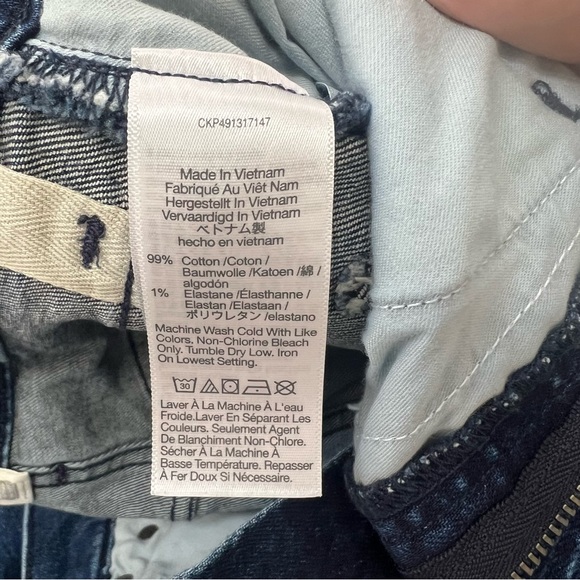 CKP491317147
Made In Vietnam
Fabriqué Au Viêt Nam
Hergestellt In Vietnam
Vervaardigd In Vietnam
ベトナム製
hecho en vietnam
99% Cotton /Coton /
Baumwolle /Katoen /綿 /
algodón
1% Elastane /Élasthanne /
Elastan /Elastaan /
ポリウレタン /elastano
Machine Wash Cold With Like
Colors. Non-Chlorine Bleach
Only. Tumble Dry Low. Iron
On Lowest Setting.
30
Laver À La Machine À L'eau
Froide.Laver En Séparant Les
Couleurs. Seulement Agent
De Blanchiment Non-Chlore.
Sécher À La Machine À
Basse Température. Repasser
À Fer Doux Si Nécessaire.